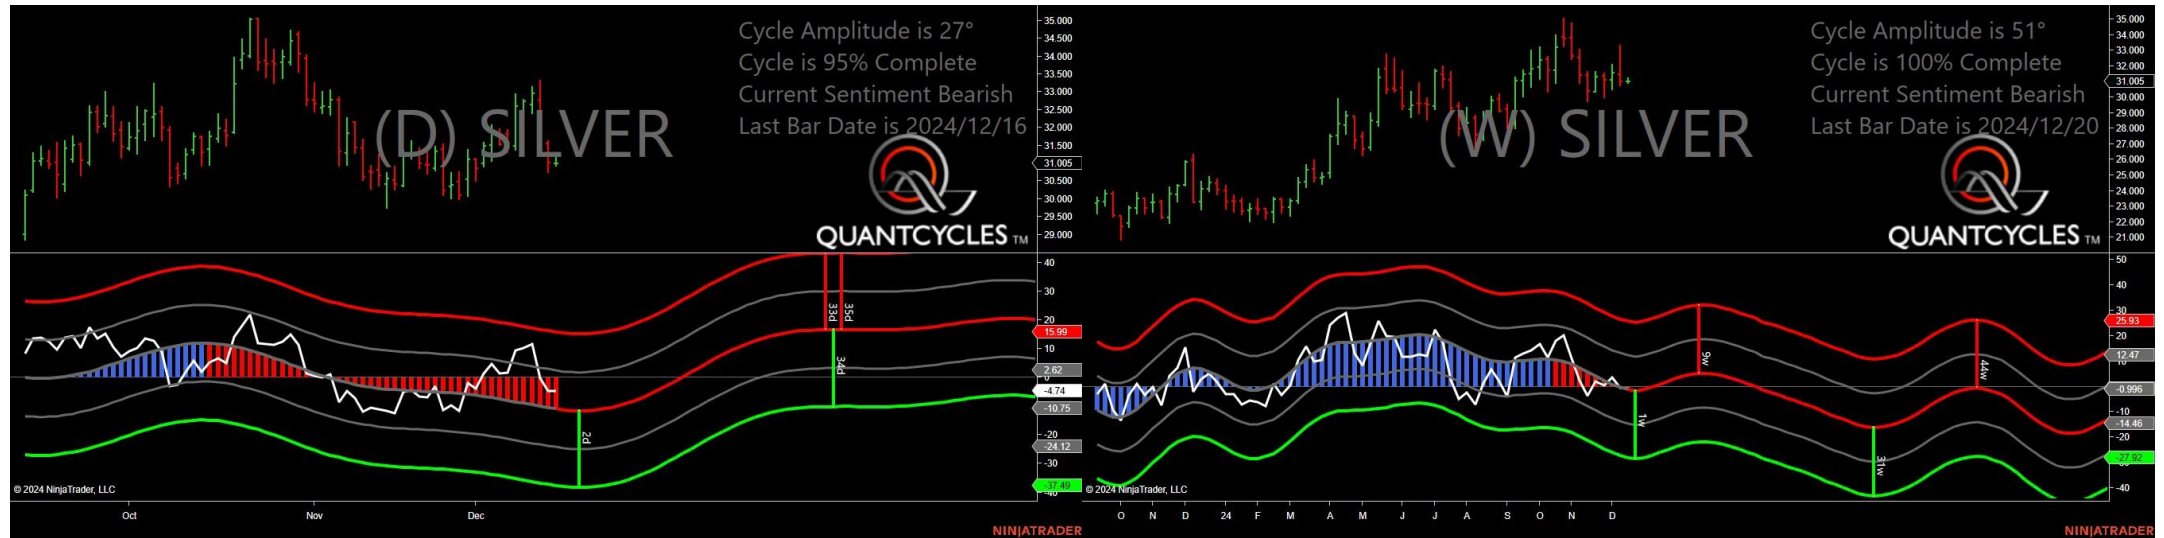 Cycle Amplitude is 27°
Cycle is 95% Complete
Current Sentiment Bearish
Last Bar Date is 2024/12/16
(D) SILVER
QUANTCYCLES TM
35.000
34.500
34.000
33.500
33.000
32.500
32.000
31.500
31.005
30.500
30.000
29.500
29.000
40
30
20
15.99
10
2.62
0
-4.74
-10.75
-20
-24.12
-30
-37.49
-40
2d
33d
34d
35d
© 2024 NinjaTrader, LLC
Oct
Nov
Dec
NINJATRADER
Cycle Amplitude is 51°
Cycle is 100% Complete
Current Sentiment Bearish
Last Bar Date is 2024/12/20
(W) SILVER
QUANTCYCLES TM
35.000
34.000
33.000
32.000
31.005
30.000
29.000
28.000
27.000
26.000
25.000
24.000
23.000
22.000
21.000
50
40
30
25.93
12.47
10
-0.996
-10
-14.46
-20
-27.92
-40
1w
9w
31w
44w
© 2024 NinjaTrader, LLC
O
N
D
24
F
M
A
M
J
J
A
S
O
N
D
NINJATRADER